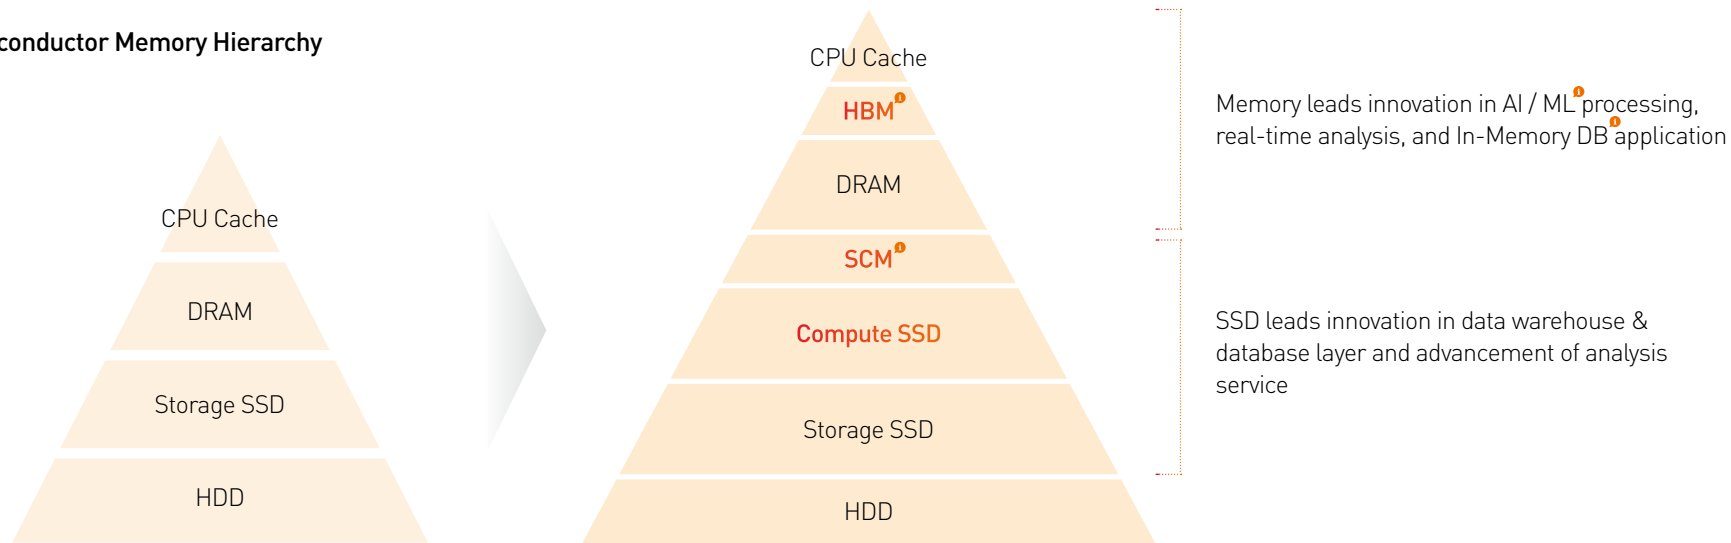 conductor Memory Hierarchy
CPU Cache
DRAM
Storage SSD
HDD
CPU Cache
HBM
DRAM
SCM
Compute SSD
Storage SSD
HDD
Memory leads innovation in AI / ML processing,
real-time analysis, and In-Memory DB application
SSD leads innovation in data warehouse &
database layer and advancement of analysis
service